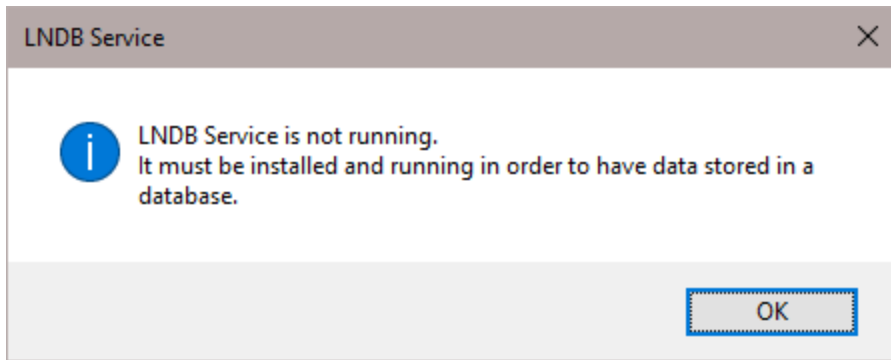 LNDB Service
LNDB Service is not running.
It must be installed and running in order to have data stored in a
database.
OK